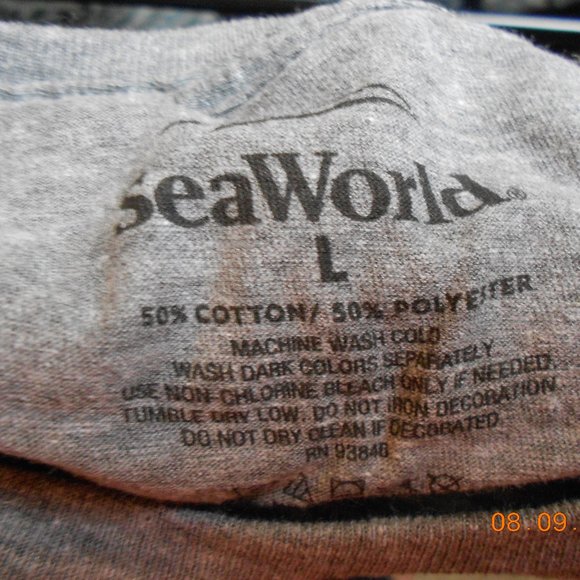 SeaWorld®
L
50% COTTON/ 50% POLYESTER
MACHINE WASH COLD
WASH DARK COLORS SEPARATELY
USE NON-CHLORINE BLEACH ONLY IF NEEDED.
TUMBLE DRY LOW. DO NOT IRON DECORATION.
DO NOT DRY CLEAN IF DECORATED
RN 93846
08.09.